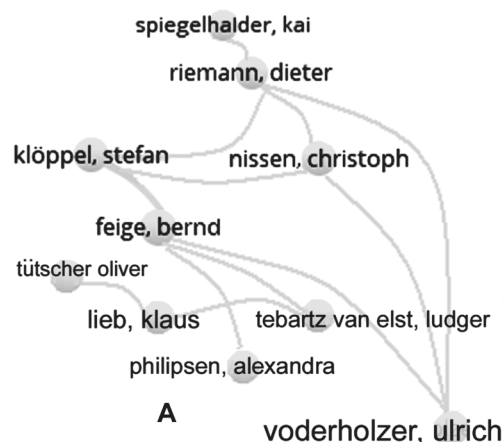 spiegelhalder, kai
riemann, dieter
klöppel, stefan
nissen, christoph
feige, bernd
tütscher oliver
lieb, klaus
tebartz van elst, ludger
philipsen, alexandra
A
voderholzer, ulrich